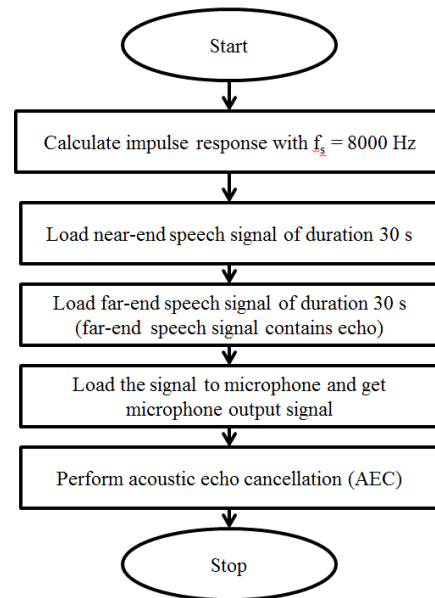 Start
Calculate impulse response with fs = 8000 Hz
Load near-end speech signal of duration 30 s
Load far-end speech signal of duration 30 s
(far-end speech signal contains echo)
Load the signal to microphone and get
microphone output signal
Perform acoustic echo cancellation (AEC)
Stop